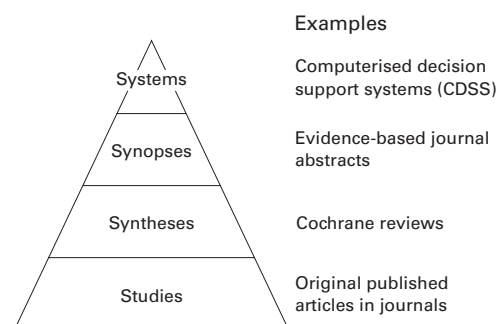 Examples
Systems
Computerised decision
support systems (CDSS)
Synopses
Evidence-based journal
abstracts
Syntheses
Cochrane reviews
Studies
Original published
articles in journals